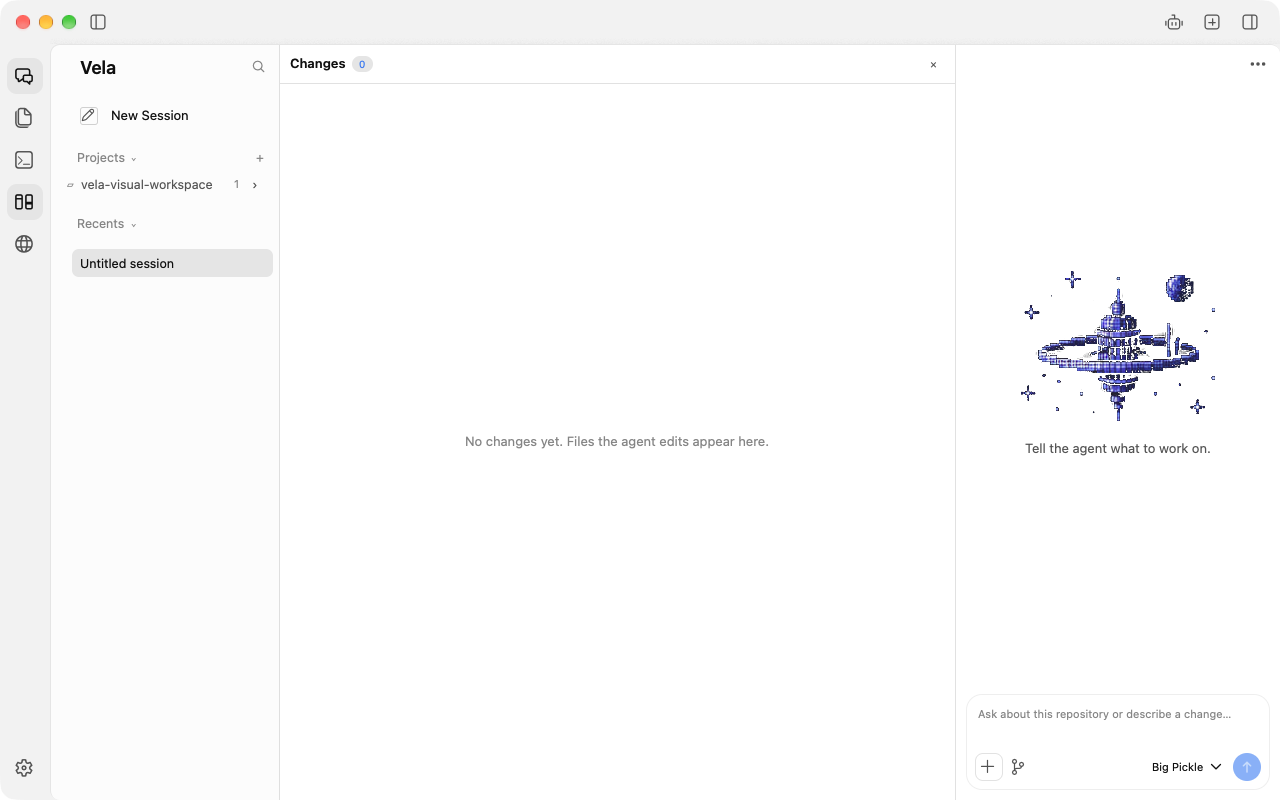 Vela
New Session
Projects
vela-visual-workspace 1
Recents
Untitled session
Changes 0
No changes yet. Files the agent edits appear here.
Tell the agent what to work on.
Ask about this repository or describe a change...
Big Pickle